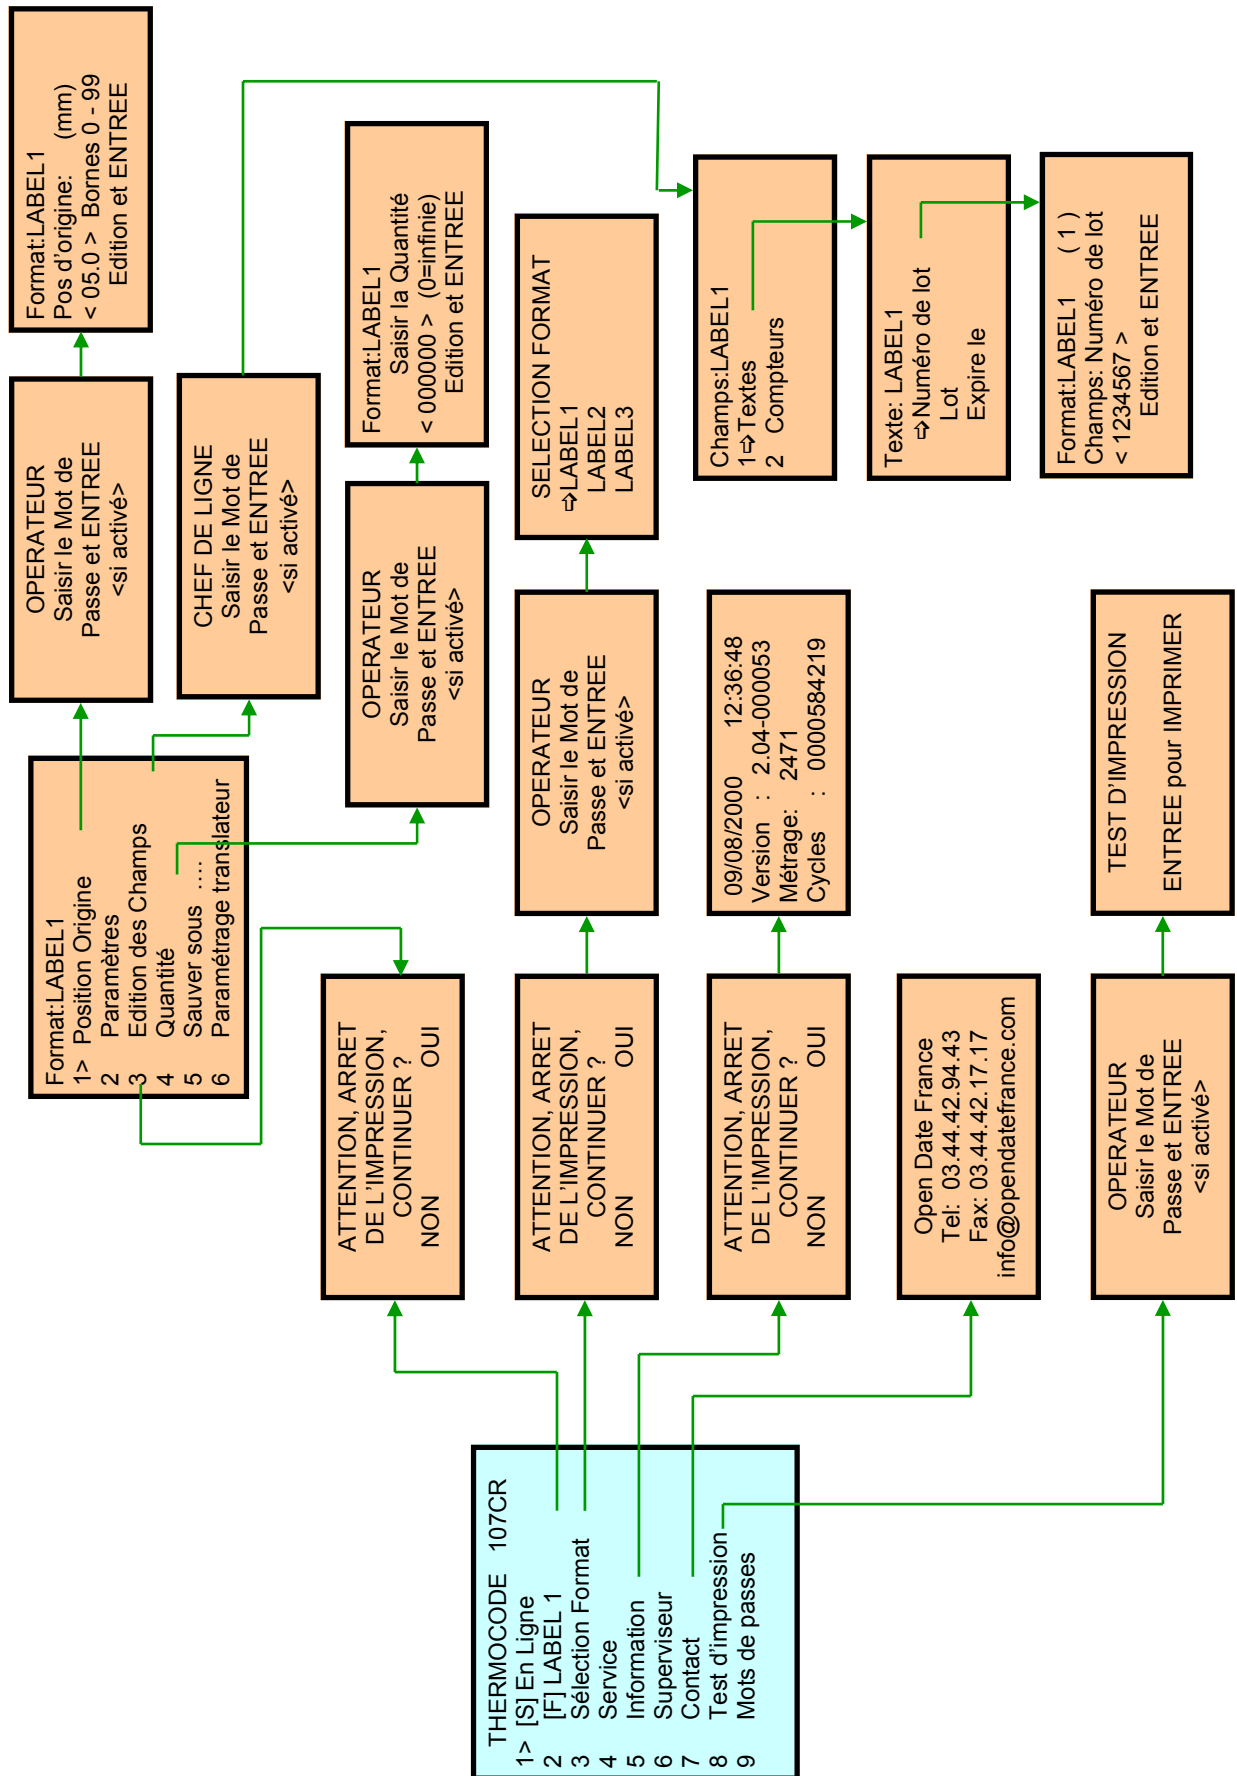 THERMOCODE 107CR
1> [S] En Ligne
2 [F] LABEL 1
3 Sélection Format
4 Service
5 Information
6 Superviseur
7 Contact
8 Test d'impression
9 Mots de passes
Format:LABEL1
1> Position Origine
2 Paramètres
3 Edition des Champs
4 Quantité
5 Sauver sous ....
6 Paramétrage translateur
ATTENTION, ARRET
DE L'IMPRESSION,
CONTINUER ?
NON OUI
ATTENTION, ARRET
DE L'IMPRESSION,
CONTINUER ?
NON OUI
ATTENTION, ARRET
DE L'IMPRESSION,
CONTINUER ?
NON OUI
Open Date France
Tel: 03.44.42.94.43
Fax: 03.44.42.17.17
info@opendatefrance.com
OPERATEUR
Saisir le Mot de
Passe et ENTREE
<si activé>
OPERATEUR
Saisir le Mot de
Passe et ENTREE
<si activé>
CHEF DE LIGNE
Saisir le Mot de
Passe et ENTREE
<si activé>
OPERATEUR
Saisir le Mot de
Passe et ENTREE
<si activé>
OPERATEUR
Saisir le Mot de
Passe et ENTREE
<si activé>
09/08/2000 12:36:48
Version : 2.04-000053
Métrage: 2471
Cycles : 0000584219
TEST D'IMPRESSION
ENTREE pour IMPRIMER
Format:LABEL1
Pos d'origine: (mm)
< 05.0 > Bornes 0 - 99
Edition et ENTREE
Format:LABEL1
Saisir la Quantité
< 000000 > (0=infinie)
Edition et ENTREE
SELECTION FORMAT
⇨LABEL1
LABEL2
LABEL3
Champs:LABEL1
1⇨Textes
2 Compteurs
Texte: LABEL1
⇨Numéro de lot
Lot
Expire le
Format:LABEL1 ( 1 )
Champs: Numéro de lot
< 1234567 >
Edition et ENTREE